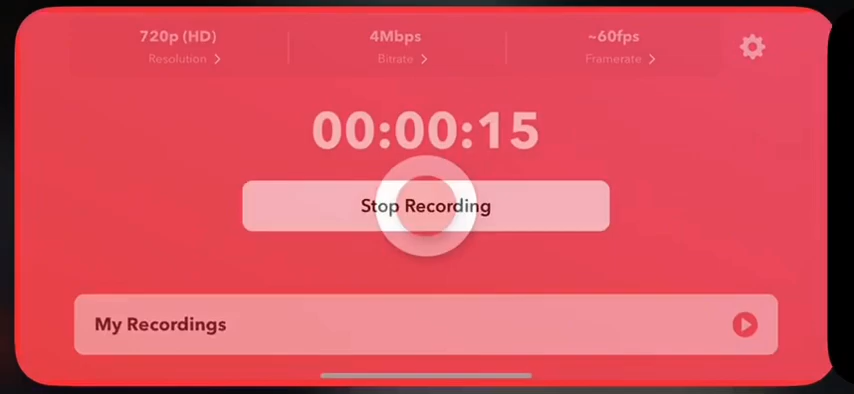 720p (HD)
Resolution
4Mbps
Bitrate
~60fps
Framerate
00:00:15
Stop Recording
My Recordings